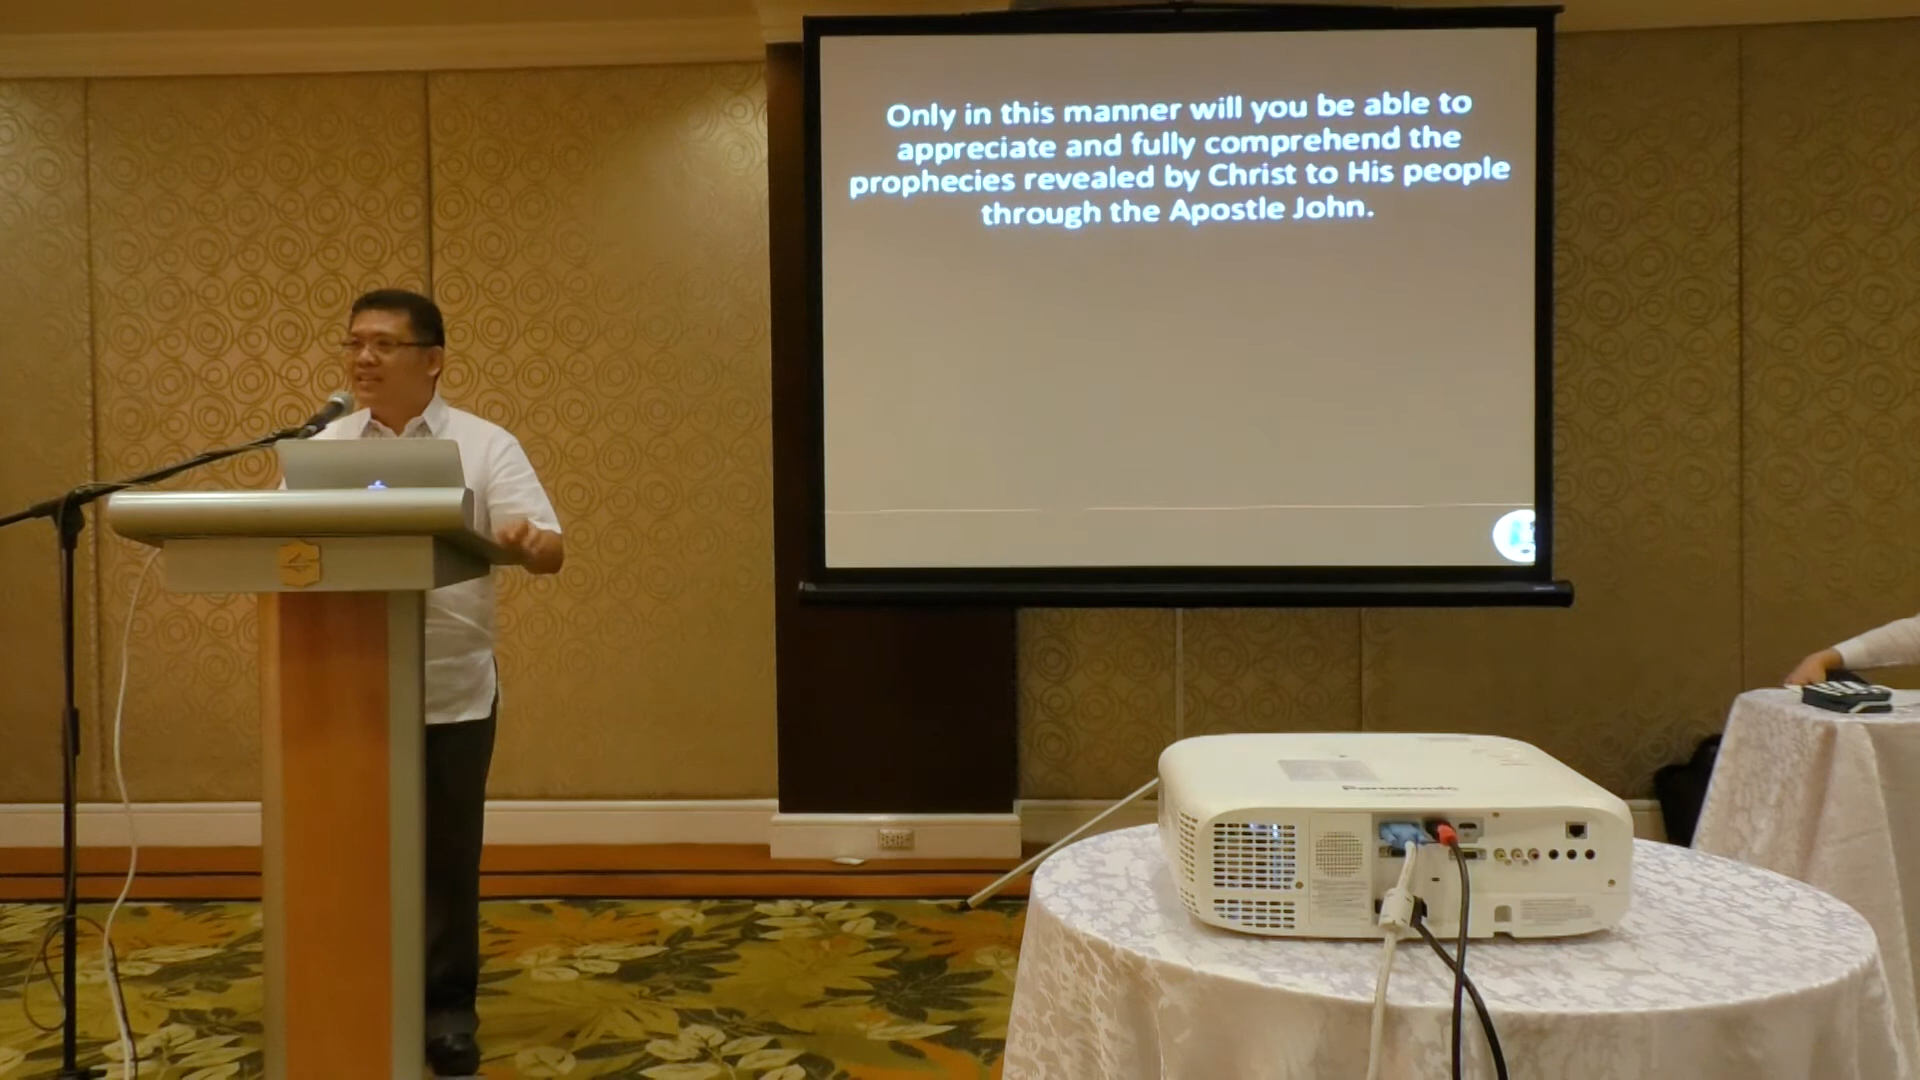 Only in this manner will you be able to
appreciate and fully comprehend the
prophecies revealed by Christ to His people
through the Apostle John.
Panasonic